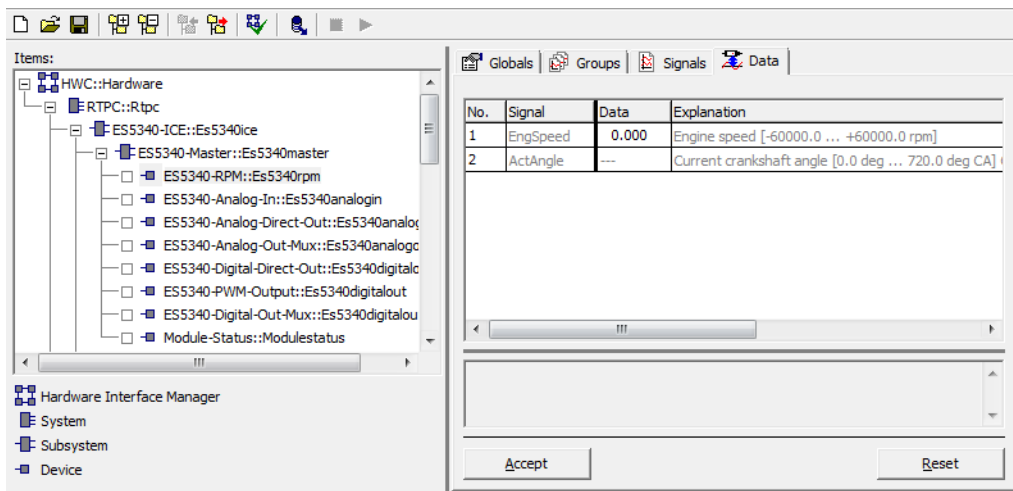 Items:
HWC::Hardware
RTPC::Rtpc
ES5340-ICE::Es5340ice
ES5340-Master::Es5340master
ES5340-RPM::Es5340rpm
ES5340-Analog-In::Es5340analogin
ES5340-Analog-Direct-Out::Es5340analog
ES5340-Analog-Out-Mux::Es5340analogo
ES5340-Digital-Direct-Out::Es5340digitalo
ES5340-PWM-Output::Es5340digitalout
ES5340-Digital-Out-Mux::Es5340digitalou
Module-Status::Modulestatus
Hardware Interface Manager
System
Subsystem
Device
Globals Groups Signals Data
No. Signal Data Explanation
1 EngSpeed 0.000 Engine speed [-60000.0 ... +60000.0 rpm]
2 ActAngle --- Current crankshaft angle [0.0 deg ... 720.0 deg CA]
Accept Reset